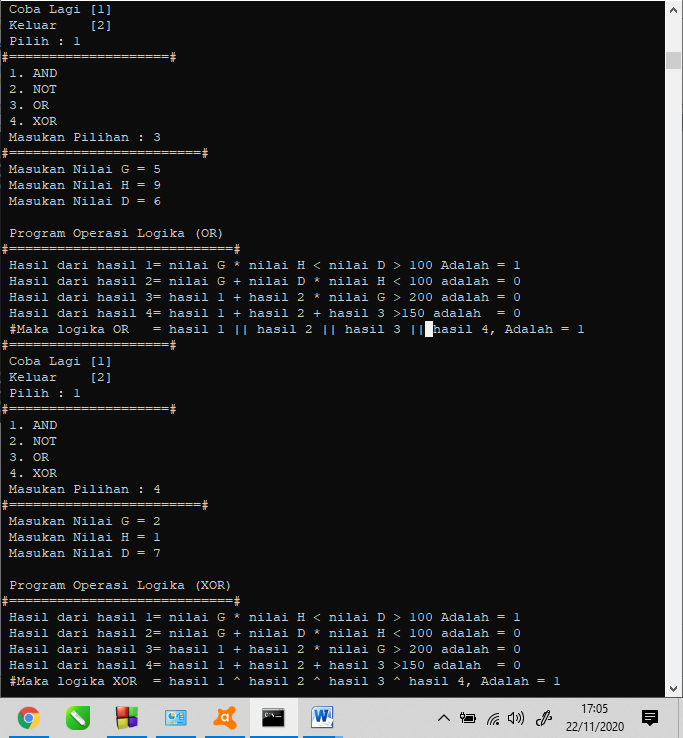 Coba Lagi [1]
Keluar    [2]
Pilih : 1
#====================#
1. AND
2. NOT
3. OR
4. XOR
Masukan Pilihan : 3
#========================#
Masukan Nilai G = 5
Masukan Nilai H = 9
Masukan Nilai D = 6
Program Operasi Logika (OR)
#============================#
Hasil dari hasil 1= nilai G * nilai H < nilai D > 100 Adalah = 1
Hasil dari hasil 2= nilai G + nilai D * nilai H < 100 adalah = 0
Hasil dari hasil 3= hasil 1 + hasil 2 * nilai G > 200 adalah = 0
Hasil dari hasil 4= hasil 1 + hasil 2 + hasil 3 >150 adalah  = 0
#Maka logika OR   = hasil 1 || hasil 2 || hasil 3 || hasil 4, Adalah = 1
#====================#
Coba Lagi [1]
Keluar    [2]
Pilih : 1
#====================#
1. AND
2. NOT
3. OR
4. XOR
Masukan Pilihan : 4
#========================#
Masukan Nilai G = 2
Masukan Nilai H = 1
Masukan Nilai D = 7
Program Operasi Logika (XOR)
#============================#
Hasil dari hasil 1= nilai G * nilai H < nilai D > 100 Adalah = 1
Hasil dari hasil 2= nilai G + nilai D * nilai H < 100 adalah = 0
Hasil dari hasil 3= hasil 1 + hasil 2 * nilai G > 200 adalah = 0
Hasil dari hasil 4= hasil 1 + hasil 2 + hasil 3 >150 adalah  = 0
#Maka logika XOR  = hasil 1 ^ hasil 2 ^ hasil 3 ^ hasil 4, Adalah = 1
17:05
22/11/2020